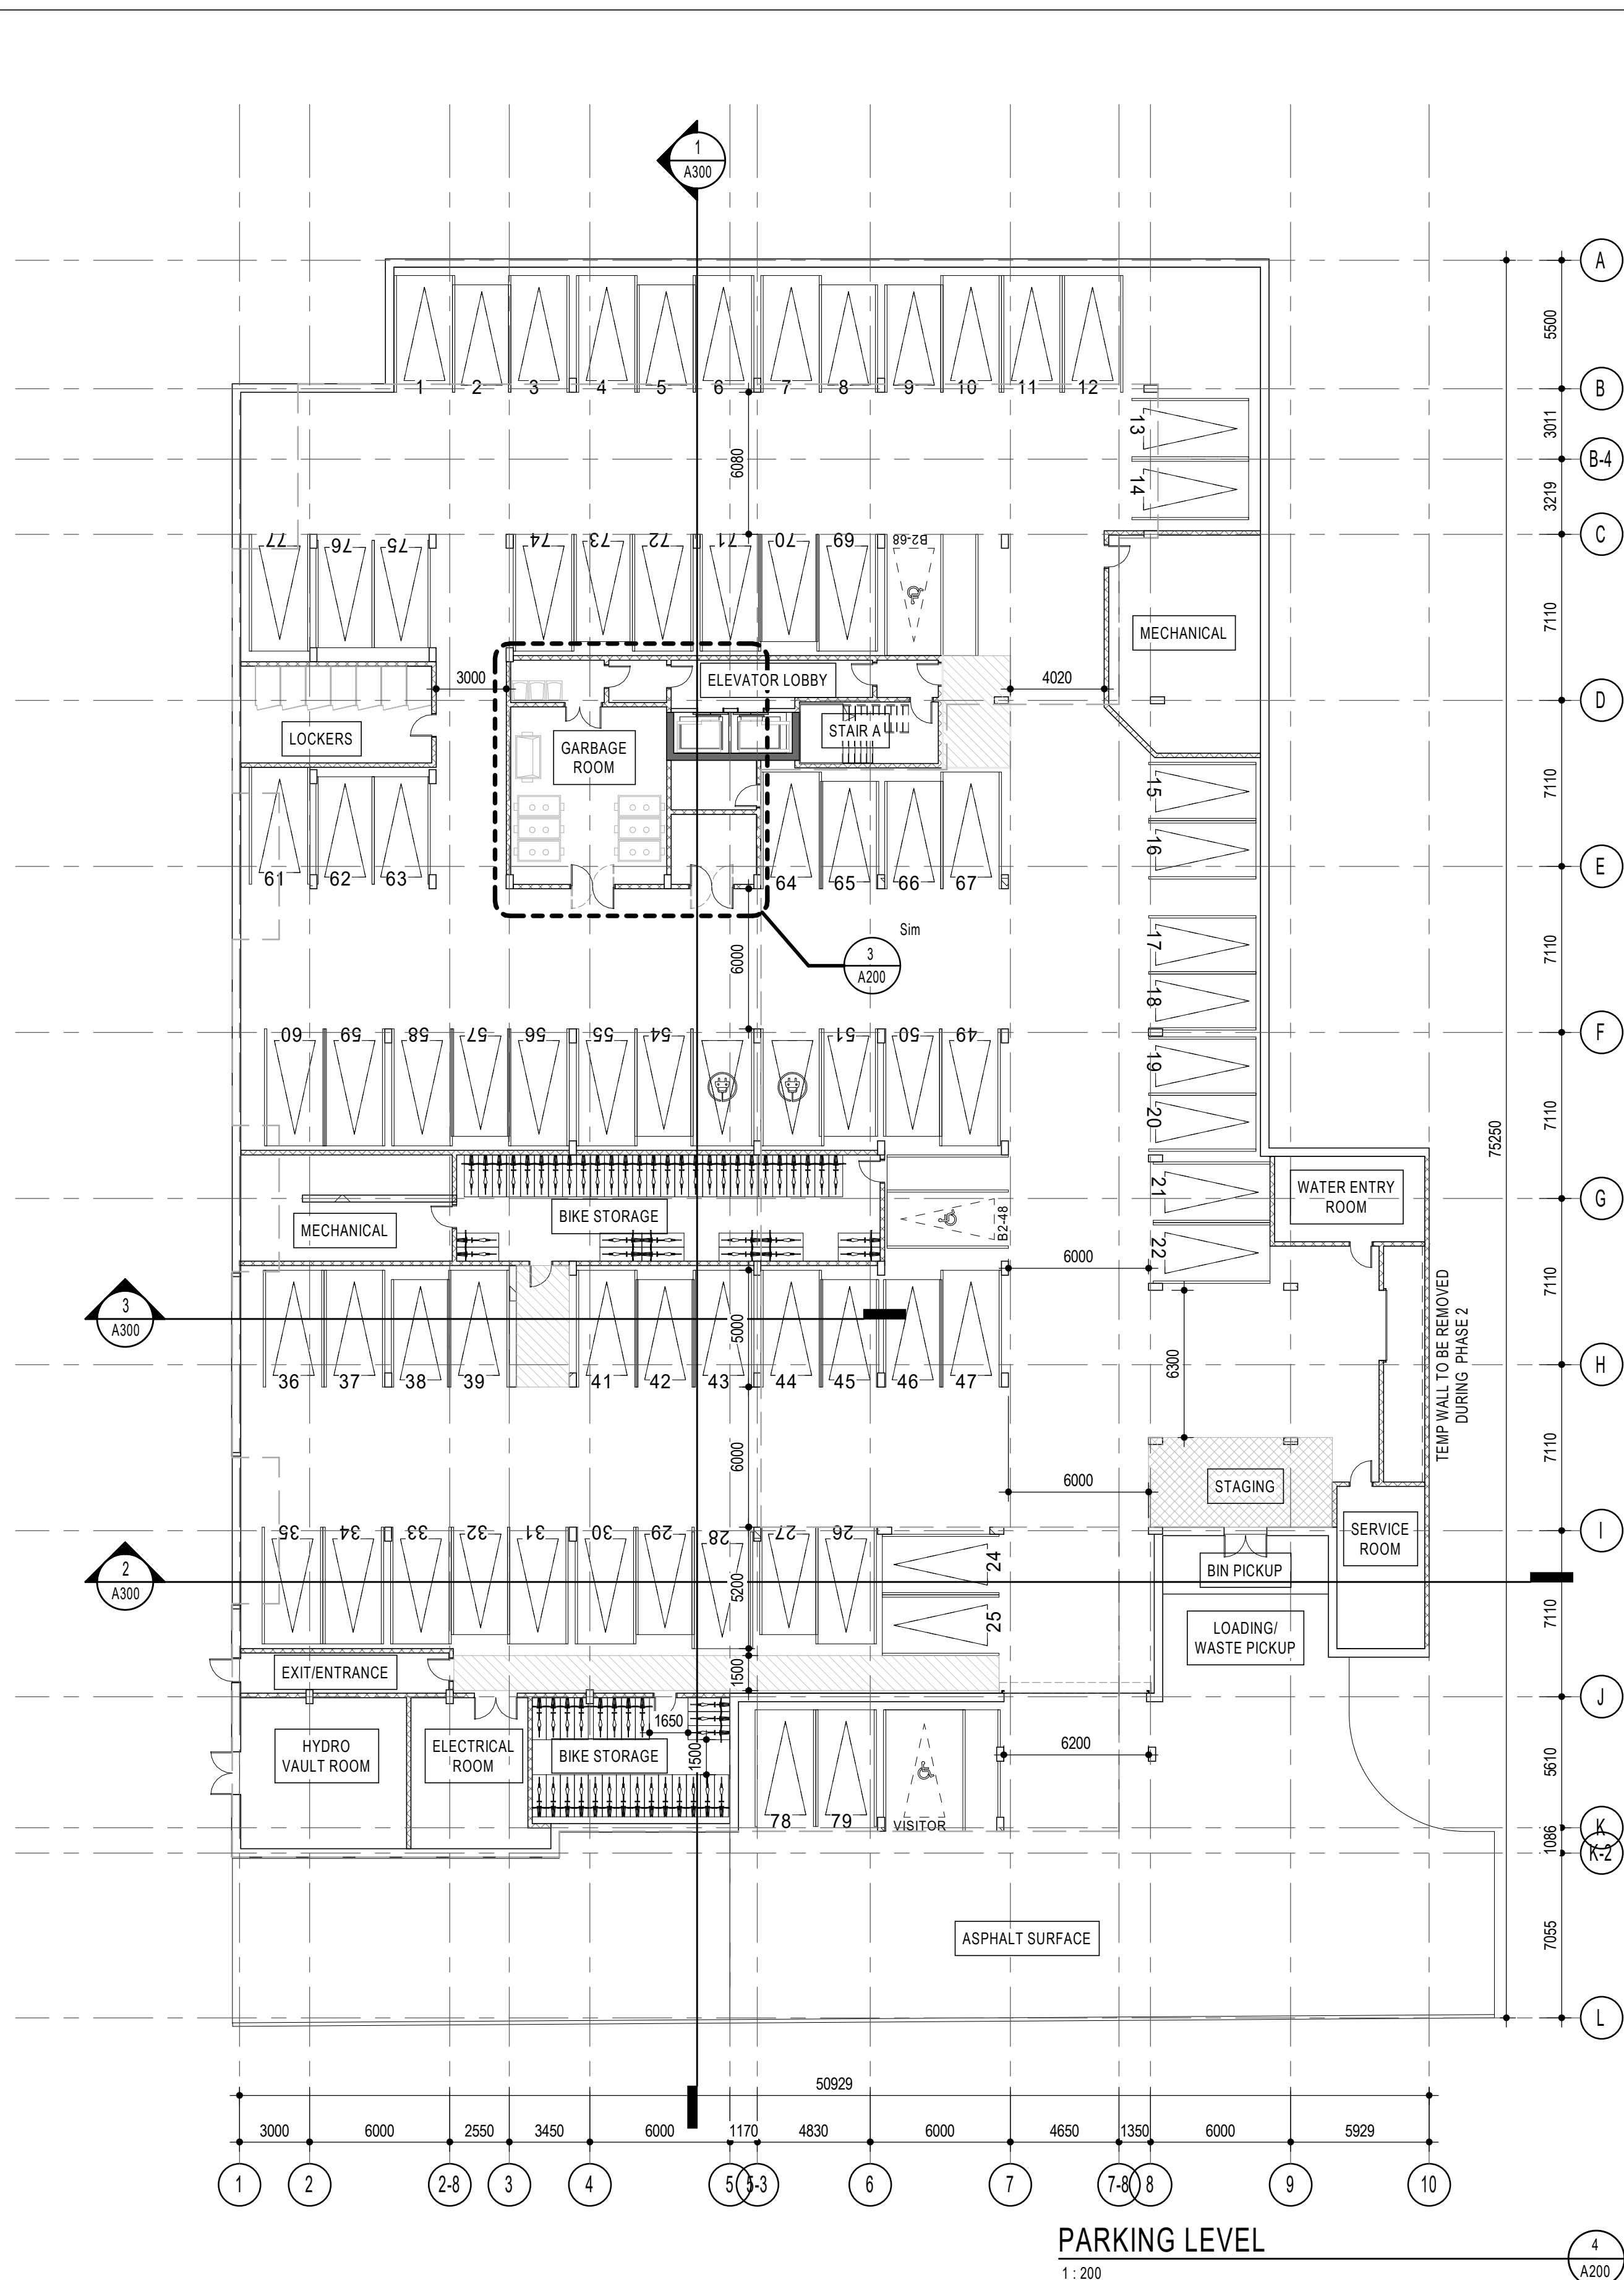 1
A300
A
5500
B
3011
B-4
3219
C
7110
D
7110
E
7110
F
7110
G
7110
H
7110
I
7110
J
5610
K
1086
K-2
7055
L
75250
1 2 3 4 5 6 7 8 9 10 11 12
13
14
6080
77 76 75 74 73 72 71 70 69 B2-68
MECHANICAL
3000
ELEVATOR LOBBY
4020
LOCKERS
GARBAGE
ROOM
STAIR A
15
16
61 62 63 64 65 66 67
17
18
6000
Sim
3
A200
60 59 58 57 56 55 54 51 50 49
19
20
MECHANICAL
BIKE STORAGE
B2-48
21
22
WATER ENTRY
ROOM
6000
3
A300
5000
36 37 38 39 41 42 43 44 45 46 47
6300
TEMP WALL TO BE REMOVED
DURING PHASE 2
6000
6000
STAGING
35 34 33 32 31 30 29 28 27 26
24
25
SERVICE
ROOM
BIN PICKUP
2
A300
5200
LOADING/
WASTE PICKUP
EXIT/ENTRANCE
1500
HYDRO
VAULT ROOM
ELECTRICAL
ROOM
BIKE STORAGE
1650
1500
6200
78 79 VISITOR
ASPHALT SURFACE
50929
3000 6000 2550 3450 6000 1170 4830 6000 4650 1350 6000 5929
1 2 2-8 3 4 5 5-3 6 7 7-8 8 9 10
PARKING LEVEL
1 : 200
4
A200